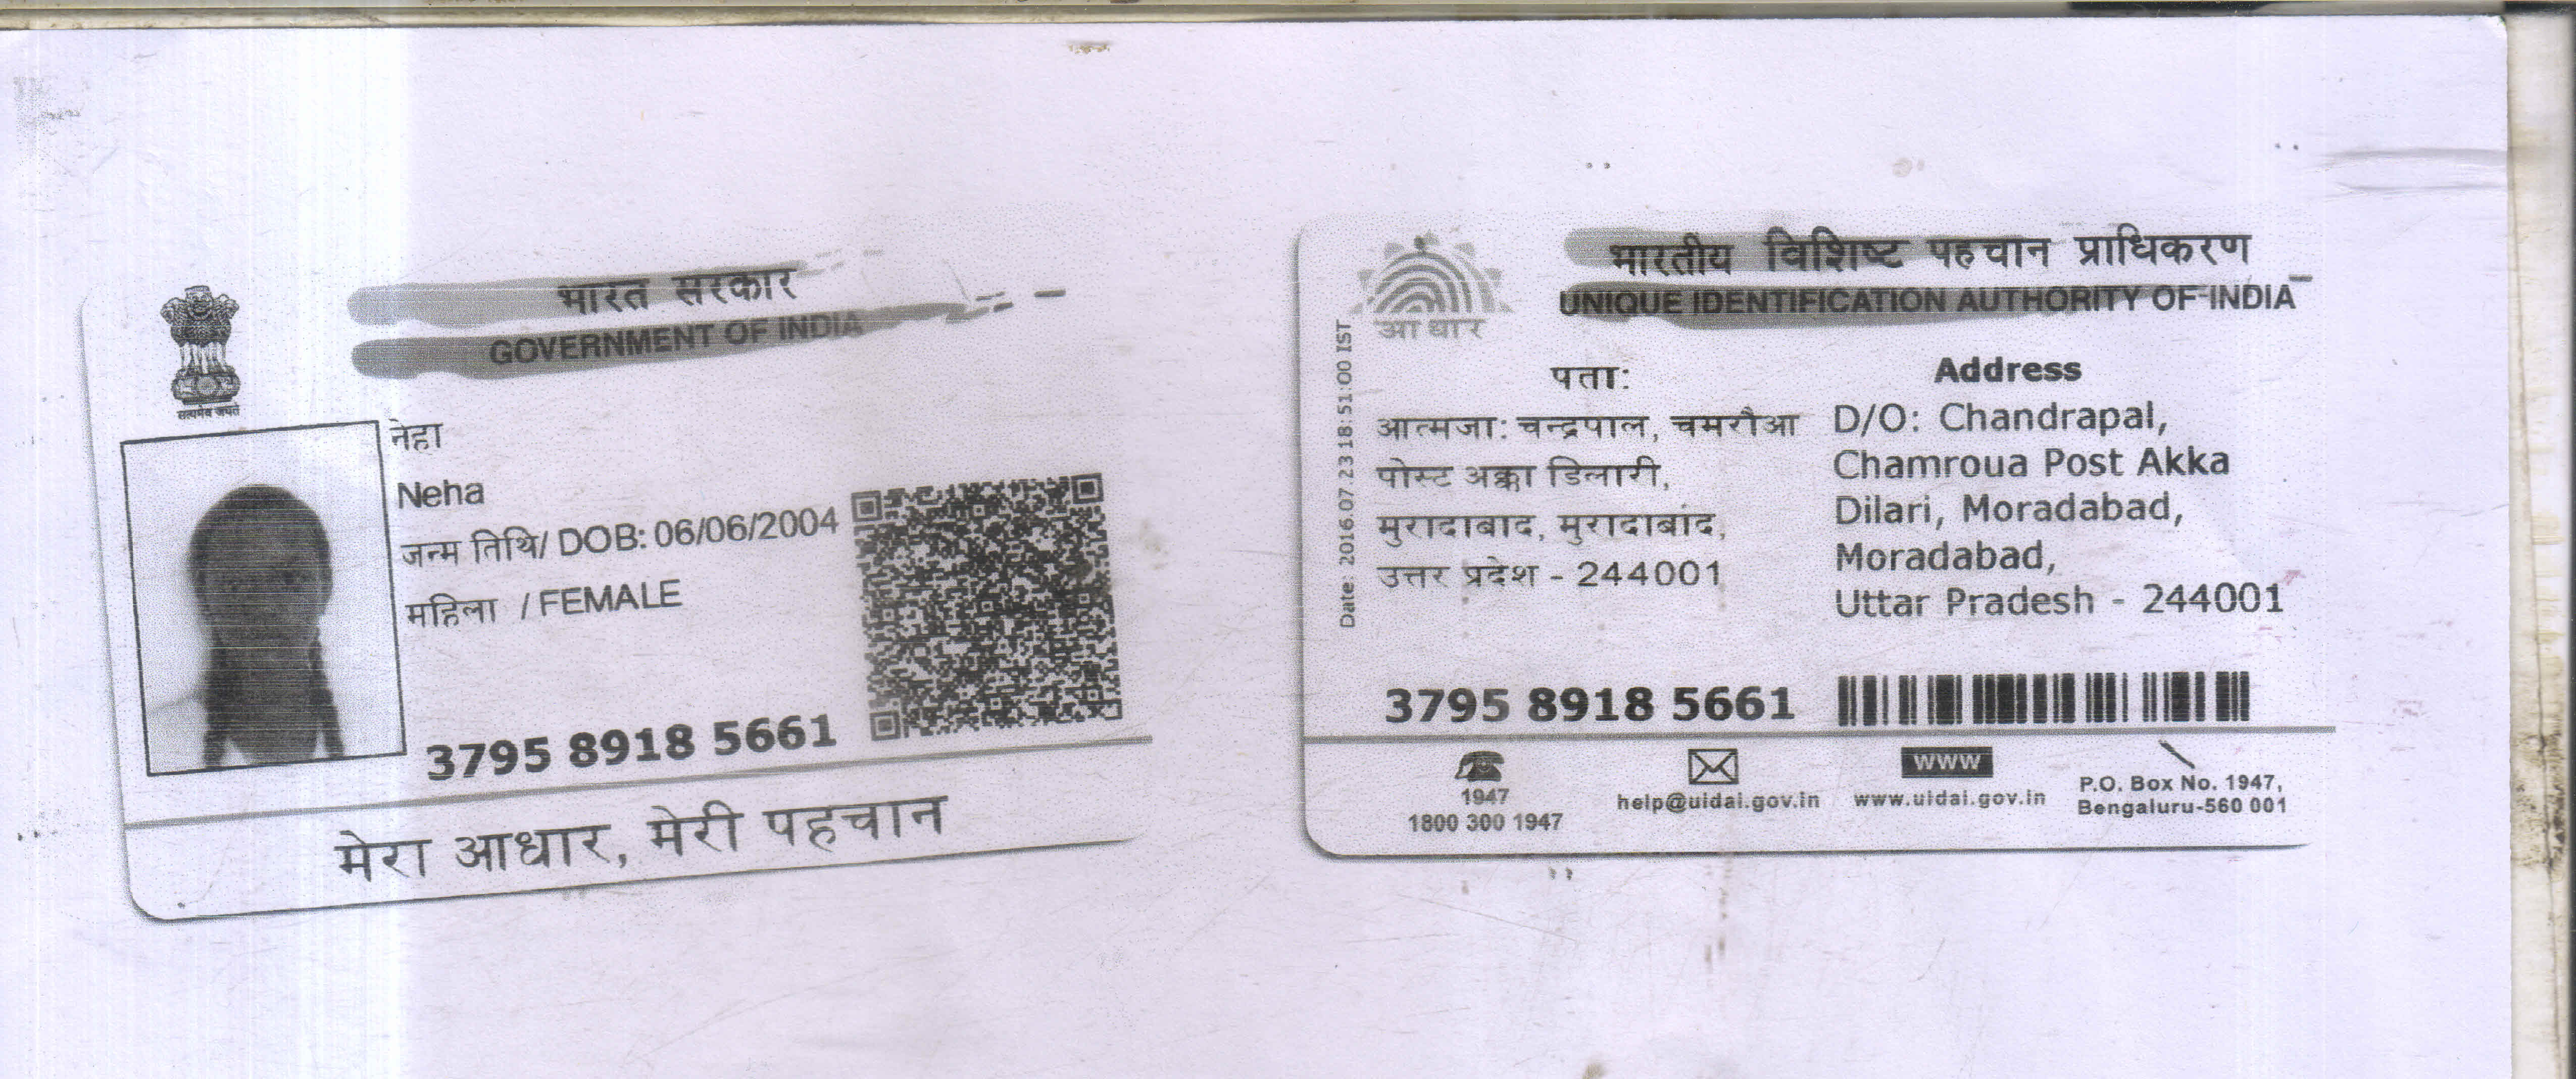 भारत सरकार
GOVERNMENT OF INDIA
सत्यमेव जयते
नेहा
Neha
जन्म तिथि/ DOB: 06/06/2004
महिला / FEMALE
3795 8918 5661
मेरा आधार, मेरी पहचान
भारतीय विशिष्ट पहचान प्राधिकरण
UNIQUE IDENTIFICATION AUTHORITY OF INDIA
आधार
Date: 2016.07.23 18:51:00 IST
पता:
आत्मजा: चन्द्रपाल, चमरौआ
पोस्ट अक्का डिलारी,
मुरादाबाद, मुरादाबाद,
उत्तर प्रदेश - 244001
Address
D/O: Chandrapal,
Chamroua Post Akka
Dilari, Moradabad,
Moradabad,
Uttar Pradesh - 244001
3795 8918 5661
1947
1800 300 1947
help@uidai.gov.in
WWW
www.uidai.gov.in
P.O. Box No. 1947,
Bengaluru-560 001